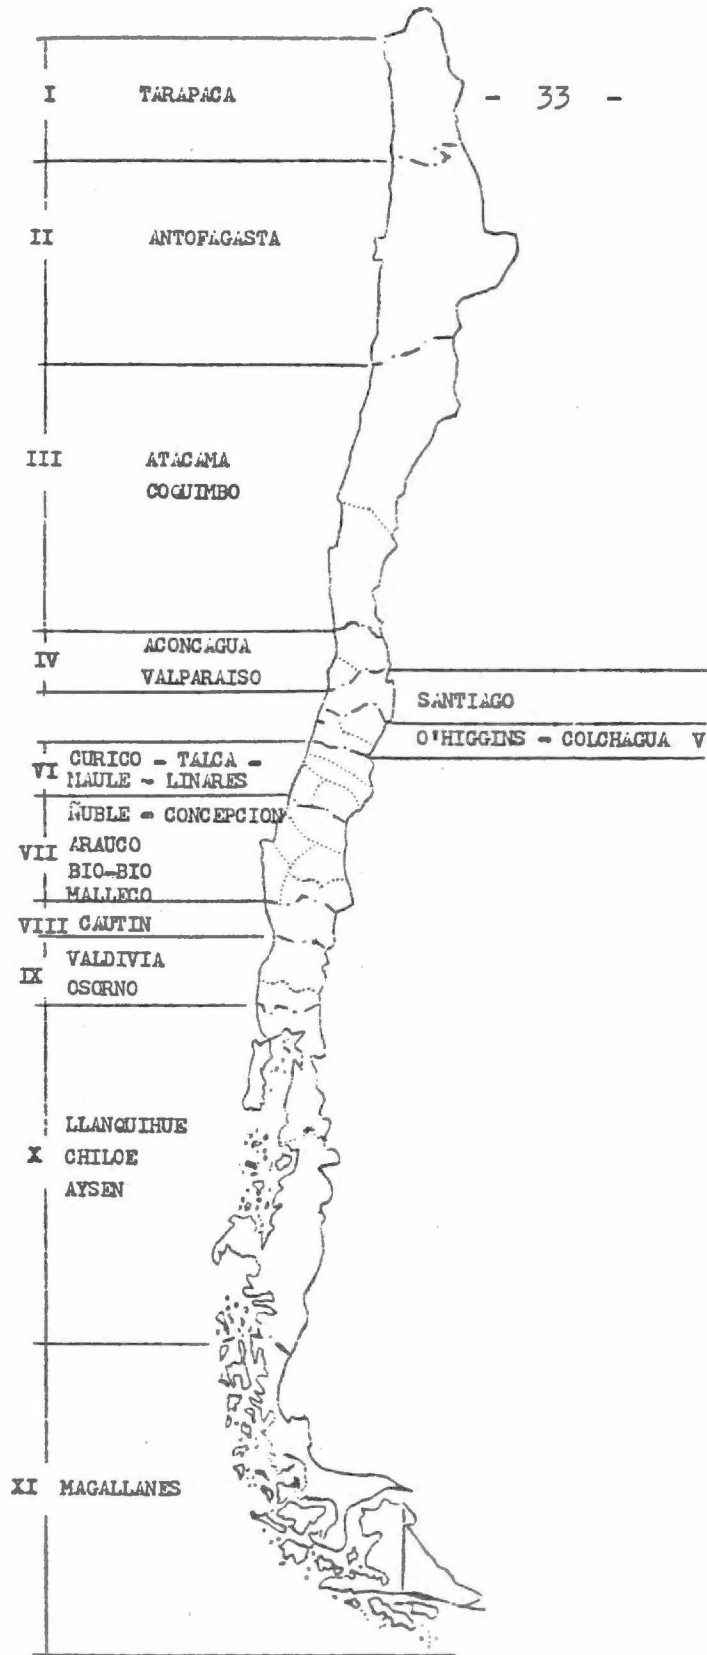 - 33 -
I TARAPACA
II ANTOFAGASTA
III ATACAMA
COQUIMBO
IV ACONCAGUA
VALPARAISO
SANTIAGO
O'HIGGINS - COLCHAGUA V
VI CURICO - TALCA -
MAULE - LINARES
ÑUBLE - CONCEPCION
VII ARAUCO
BIO-BIO
MALLECO
VIII CAUTIN
IX VALDIVIA
OSORNO
X LLANQUIHUE
CHILOE
AYSEN
XI MAGALLANES